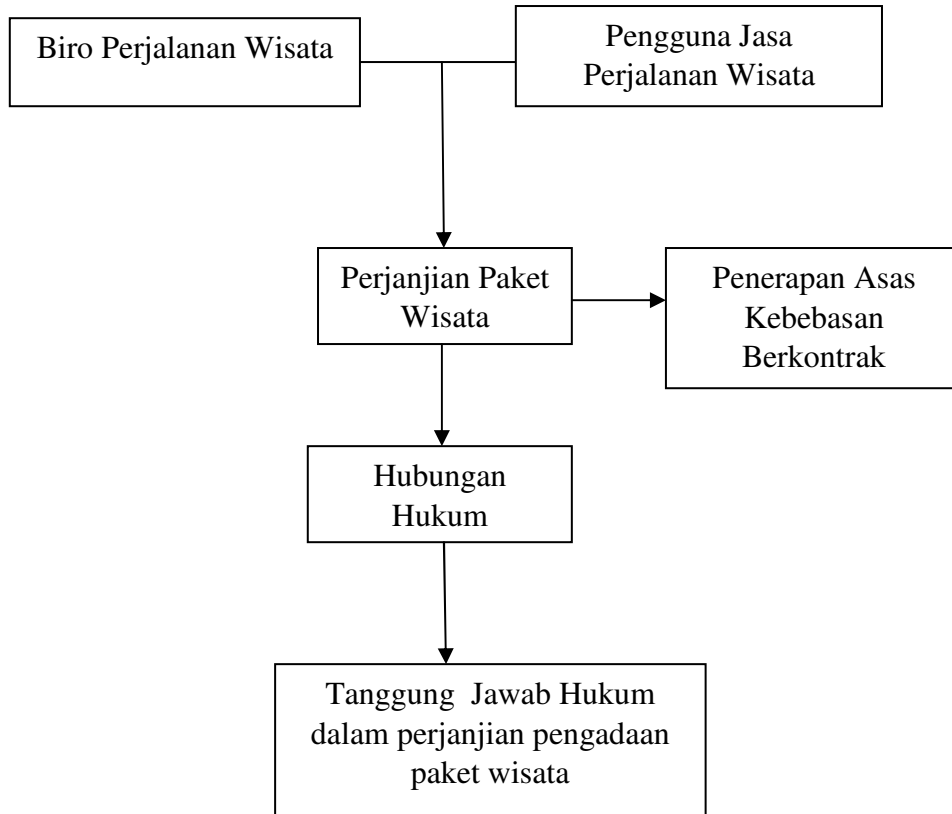 Biro Perjalanan Wisata
Pengguna Jasa
Perjalanan Wisata
Perjanjian Paket
Wisata
Penerapan Asas
Kebebasan
Berkontrak
Hubungan
Hukum
Tanggung Jawab Hukum
dalam perjanjian pengadaan
paket wisata